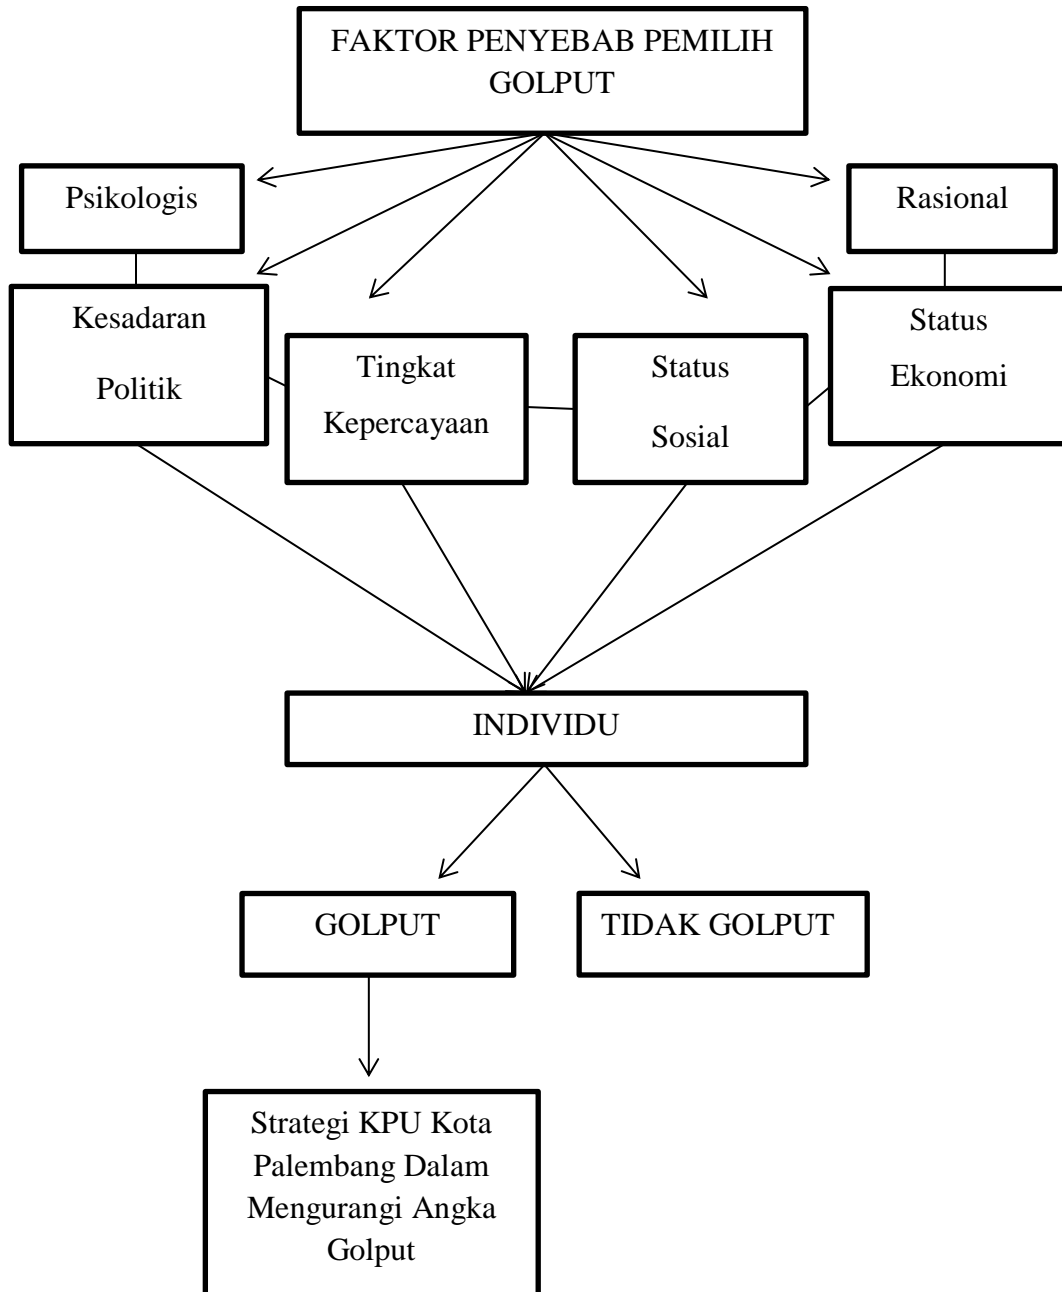 FAKTOR PENYEBAB PEMILIH
GOLPUT
Psikologis
Rasional
Kesadaran
Politik
Tingkat
Kepercayaan
Status
Sosial
Status
Ekonomi
INDIVIDU
GOLPUT
TIDAK GOLPUT
Strategi KPU Kota
Palembang Dalam
Mengurangi Angka
Golput